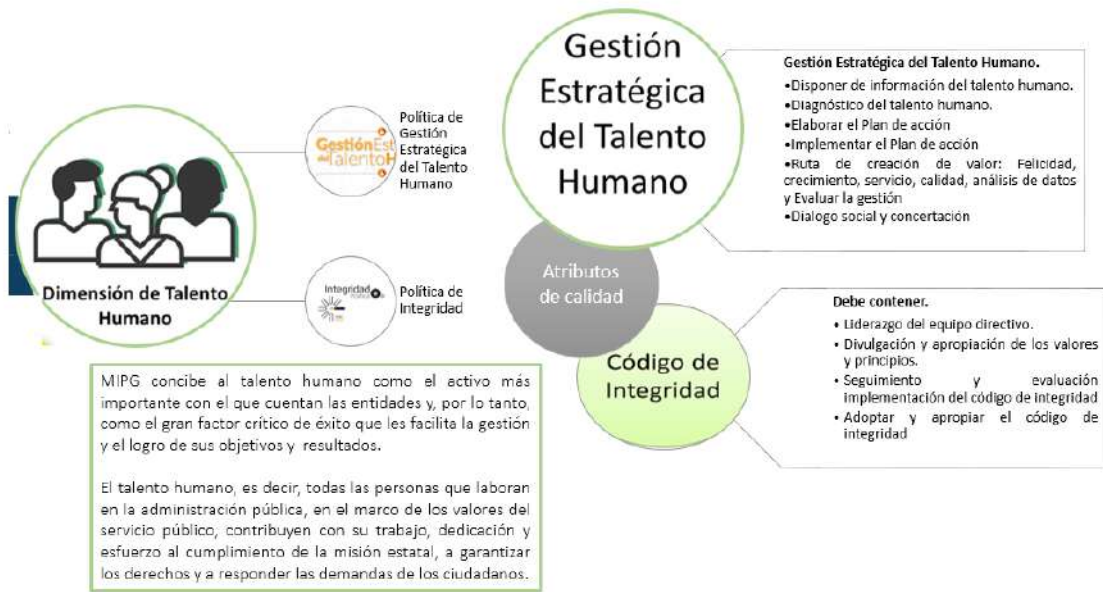 Dimensión de Talento
Humano
GestiónEst
delTalentoH
Política de
Gestión
Estratégica
del Talento
Humano
Integridad
Política de
Integridad
MIPG concibe al talento humano como el activo más
importante con el que cuentan las entidades y, por lo tanto,
como el gran factor crítico de éxito que les facilita la gestión
y el logro de sus objetivos y resultados.
El talento humano, es decir, todas las personas que laboran
en la administración pública, en el marco de los valores del
servicio público, contribuyen con su trabajo, dedicación y
esfuerzo al cumplimiento de la misión estatal, a garantizar
los derechos y a responder las demandas de los ciudadanos.
Gestión
Estratégica
del Talento
Humano
Atributos
de calidad
Código de
Integridad
Gestión Estratégica del Talento Humano.
•Disponer de información del talento humano.
•Diagnóstico del talento humano.
•Elaborar el Plan de acción
•Implementar el Plan de acción
•Ruta de creación de valor: Felicidad,
crecimiento, servicio, calidad, análisis de datos
y Evaluar la gestión
•Dialogo social y concertación
Debe contener.
• Liderazgo del equipo directivo.
• Divulgación y apropiación de los valores
y principios.
• Seguimiento y evaluación
implementación del código de integridad
• Adoptar y apropiar el código de
integridad